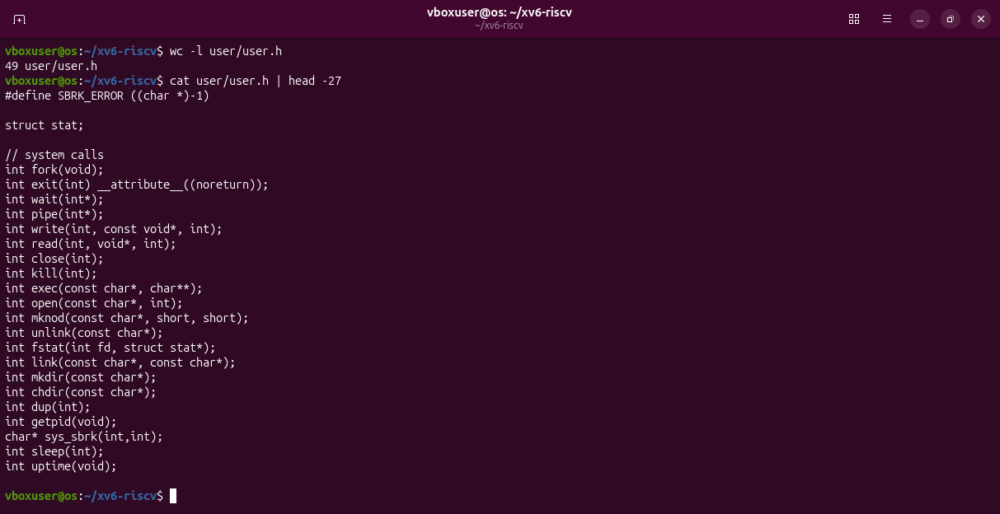 vboxuser@os: ~/xv6-riscv
~/xv6-riscv
vboxuser@os:~/xv6-riscv$ wc -l user/user.h
49 user/user.h
vboxuser@os:~/xv6-riscv$ cat user/user.h | head -27
#define SBRK_ERROR ((char *)-1)

struct stat;

// system calls
int fork(void);
int exit(int) __attribute__((noreturn));
int wait(int*);
int pipe(int*);
int write(int, const void*, int);
int read(int, void*, int);
int close(int);
int kill(int);
int exec(const char*, char**);
int open(const char*, int);
int mknod(const char*, short, short);
int unlink(const char*);
int fstat(int fd, struct stat*);
int link(const char*, const char*);
int mkdir(const char*);
int chdir(const char*);
int dup(int);
int getpid(void);
char* sys_sbrk(int,int);
int sleep(int);
int uptime(void);

vboxuser@os:~/xv6-riscv$